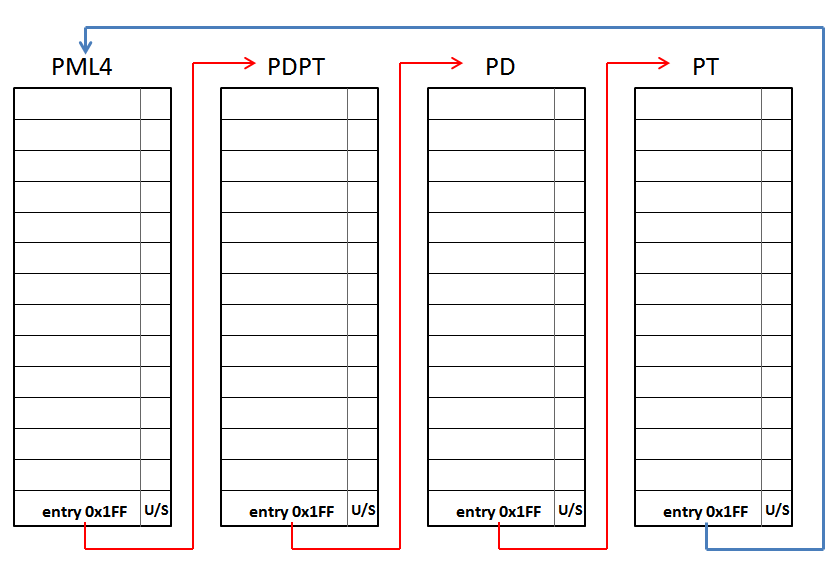 PML4 PDPT PD PT
entry 0x1FF U/S entry 0x1FF U/S entry 0x1FF U/S entry 0x1FF U/S